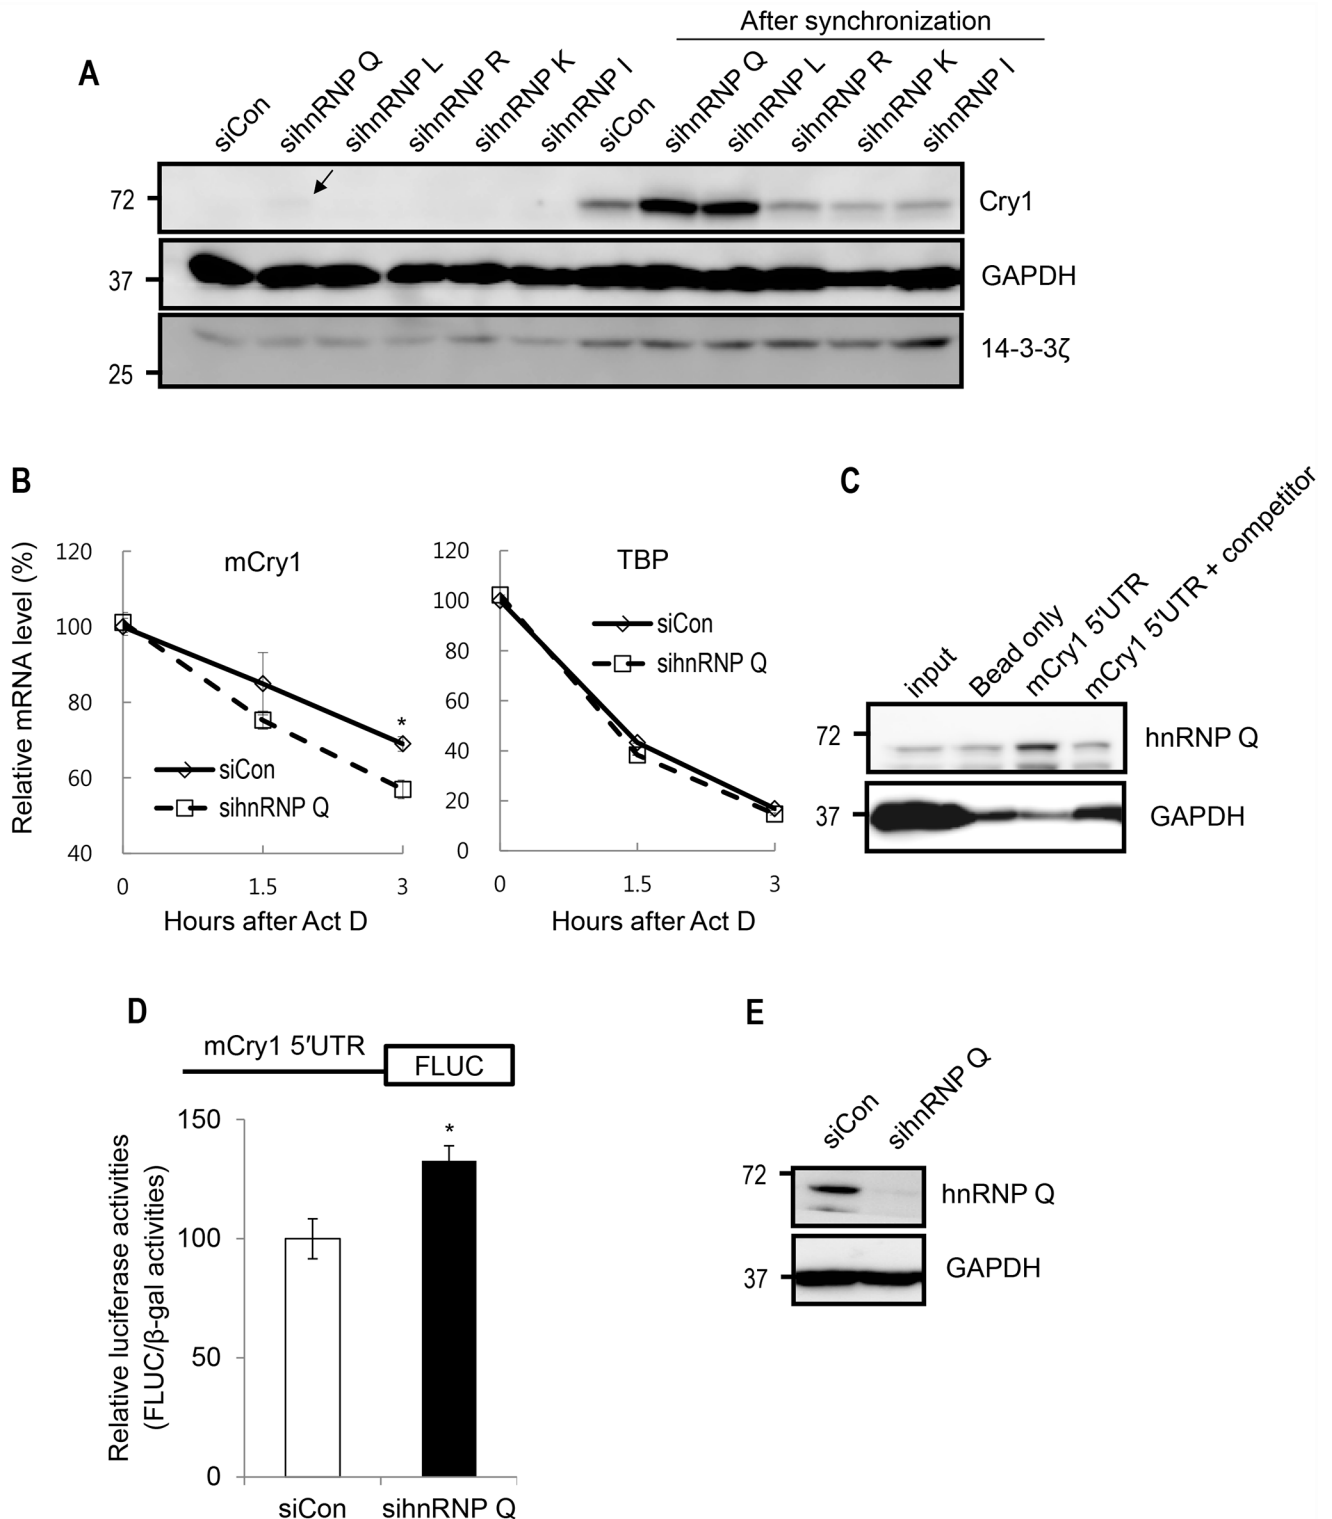 After synchronization
A
siCon
sihnRNP Q
sihnRNP L
sihnRNP R
sihnRNP K
sihnRNP I
siCon
sihnRNP Q
sihnRNP L
sihnRNP R
sihnRNP K
sihnRNP I
72
Cry1
37
GAPDH
25
14-3-3ζ
B
Relative mRNA level (%)
mCry1
120
100
80
60
40
siCon
sihnRNP Q
*
0
1.5
3
Hours after Act D
TBP
120
100
80
60
40
20
0
siCon
sihnRNP Q
0
1.5
3
Hours after Act D
C
input
Bead only
mCry1 5′UTR
mCry1 5′UTR + competitor
72
hnRNP Q
37
GAPDH
D
mCry1 5′UTR
FLUC
Relative luciferase activities
(FLUC/β-gal activities)
150
100
50
0
*
siCon
sihnRNP Q
E
siCon
sihnRNP Q
72
hnRNP Q
37
GAPDH